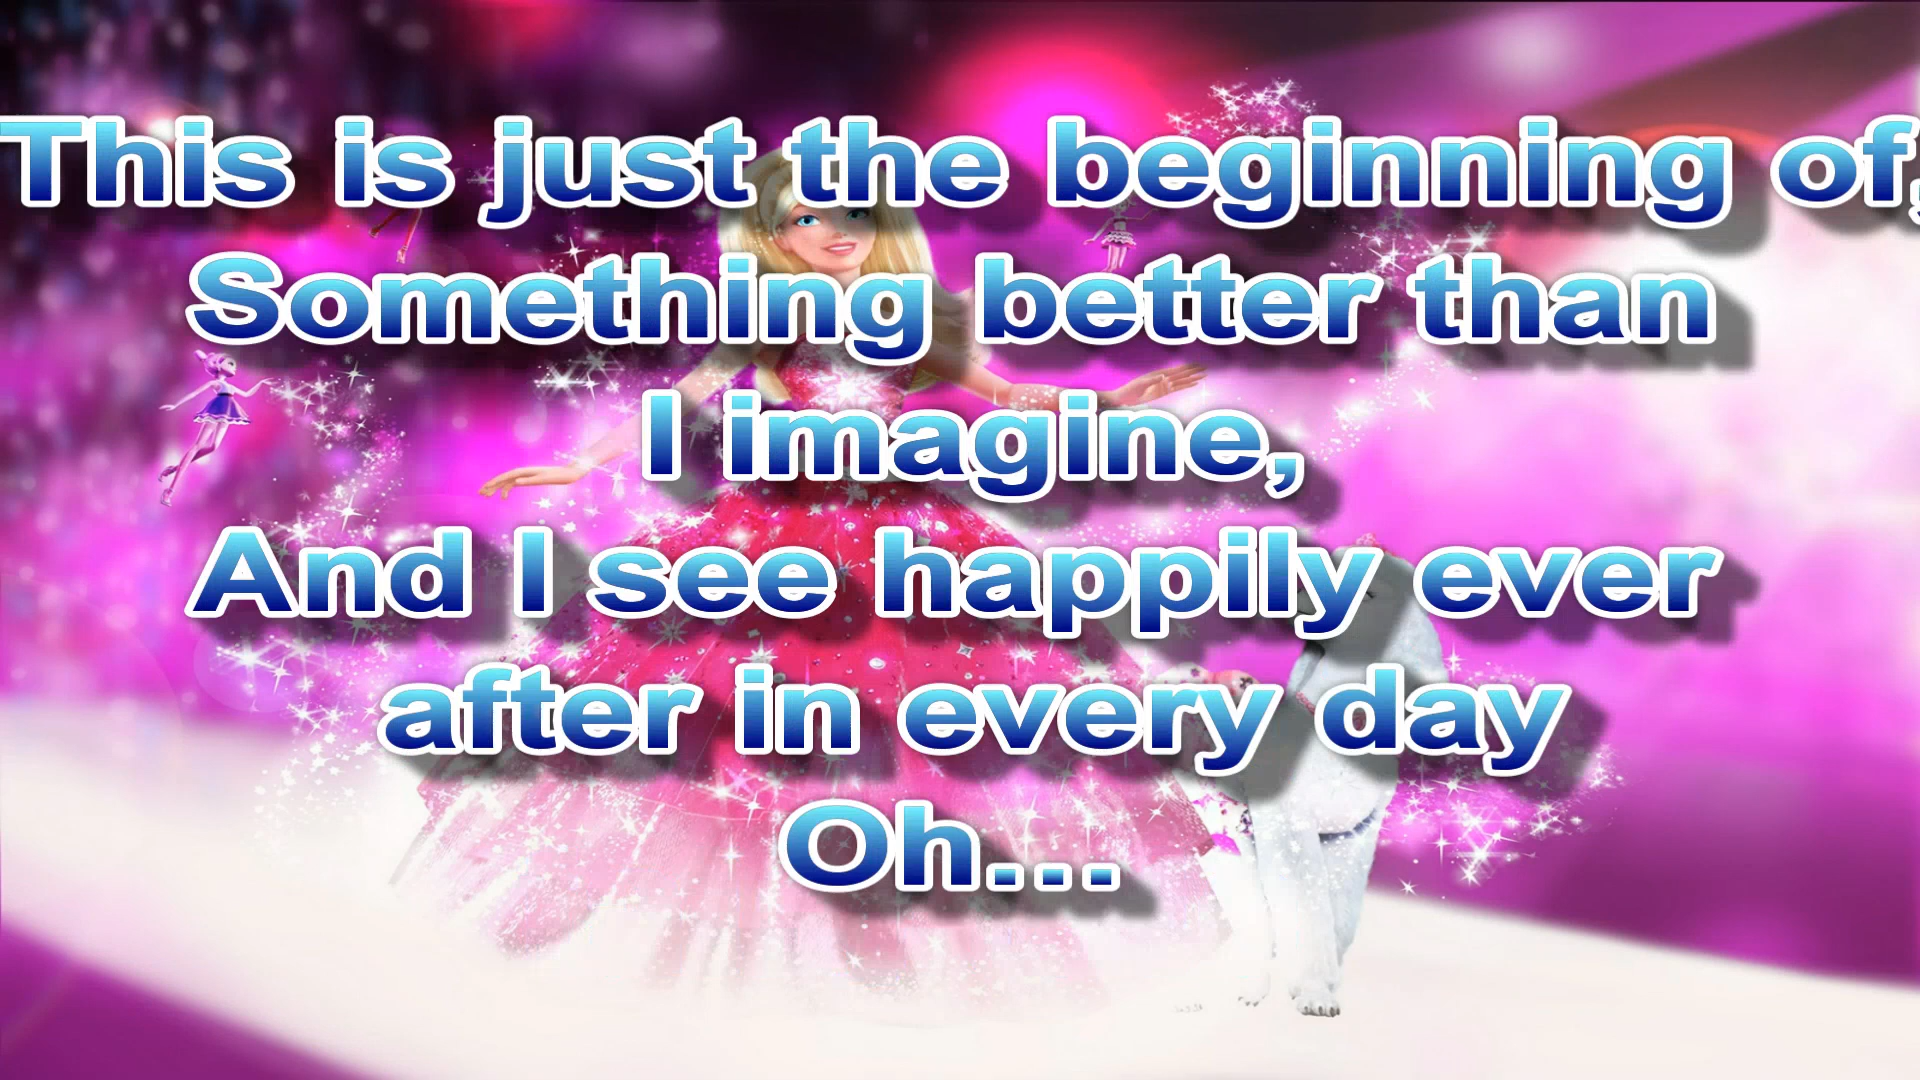 This is just the beginning of,
Something better than
I imagine,
And I see happily ever
after in every day
Oh...